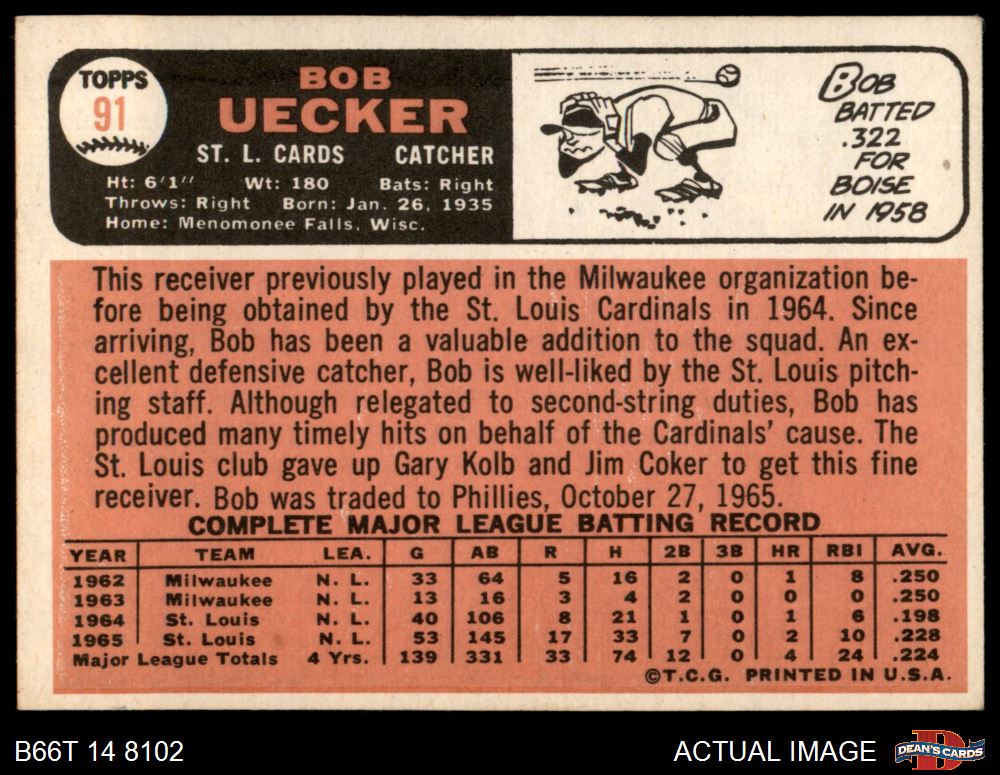 TOPPS
91
BOB
UECKER
ST. L. CARDS CATCHER
Ht: 6'1" Wt: 180 Bats: Right
Throws: Right Born: Jan. 26, 1935
Home: Menomonee Falls, Wisc.
BOB
BATTED
.322
FOR
BOISE
IN 1958
This receiver previously played in the Milwaukee organization be-
fore being obtained by the St. Louis Cardinals in 1964. Since
arriving, Bob has been a valuable addition to the squad. An ex-
cellent defensive catcher, Bob is well-liked by the St. Louis pitch-
ing staff. Although relegated to second-string duties, Bob has
produced many timely hits on behalf of the Cardinals' cause. The
St. Louis club gave up Gary Kolb and Jim Coker to get this fine
receiver. Bob was traded to Phillies, October 27, 1965.
COMPLETE MAJOR LEAGUE BATTING RECORD
YEAR TEAM LEA. G AB R H 2B 3B HR RBI AVG.
1962 Milwaukee N. L. 33 64 5 16 2 0 1 8 .250
1963 Milwaukee N. L. 13 16 3 4 2 0 0 0 .250
1964 St. Louis N. L. 40 106 8 21 1 0 1 6 .198
1965 St. Louis N. L. 53 145 17 33 7 0 2 10 .228
Major League Totals 4 Yrs. 139 331 33 74 12 0 4 24 .224
©T.C.G. PRINTED IN U.S.A.
B66T 14 8102
ACTUAL IMAGE
DEAN'S CARDS